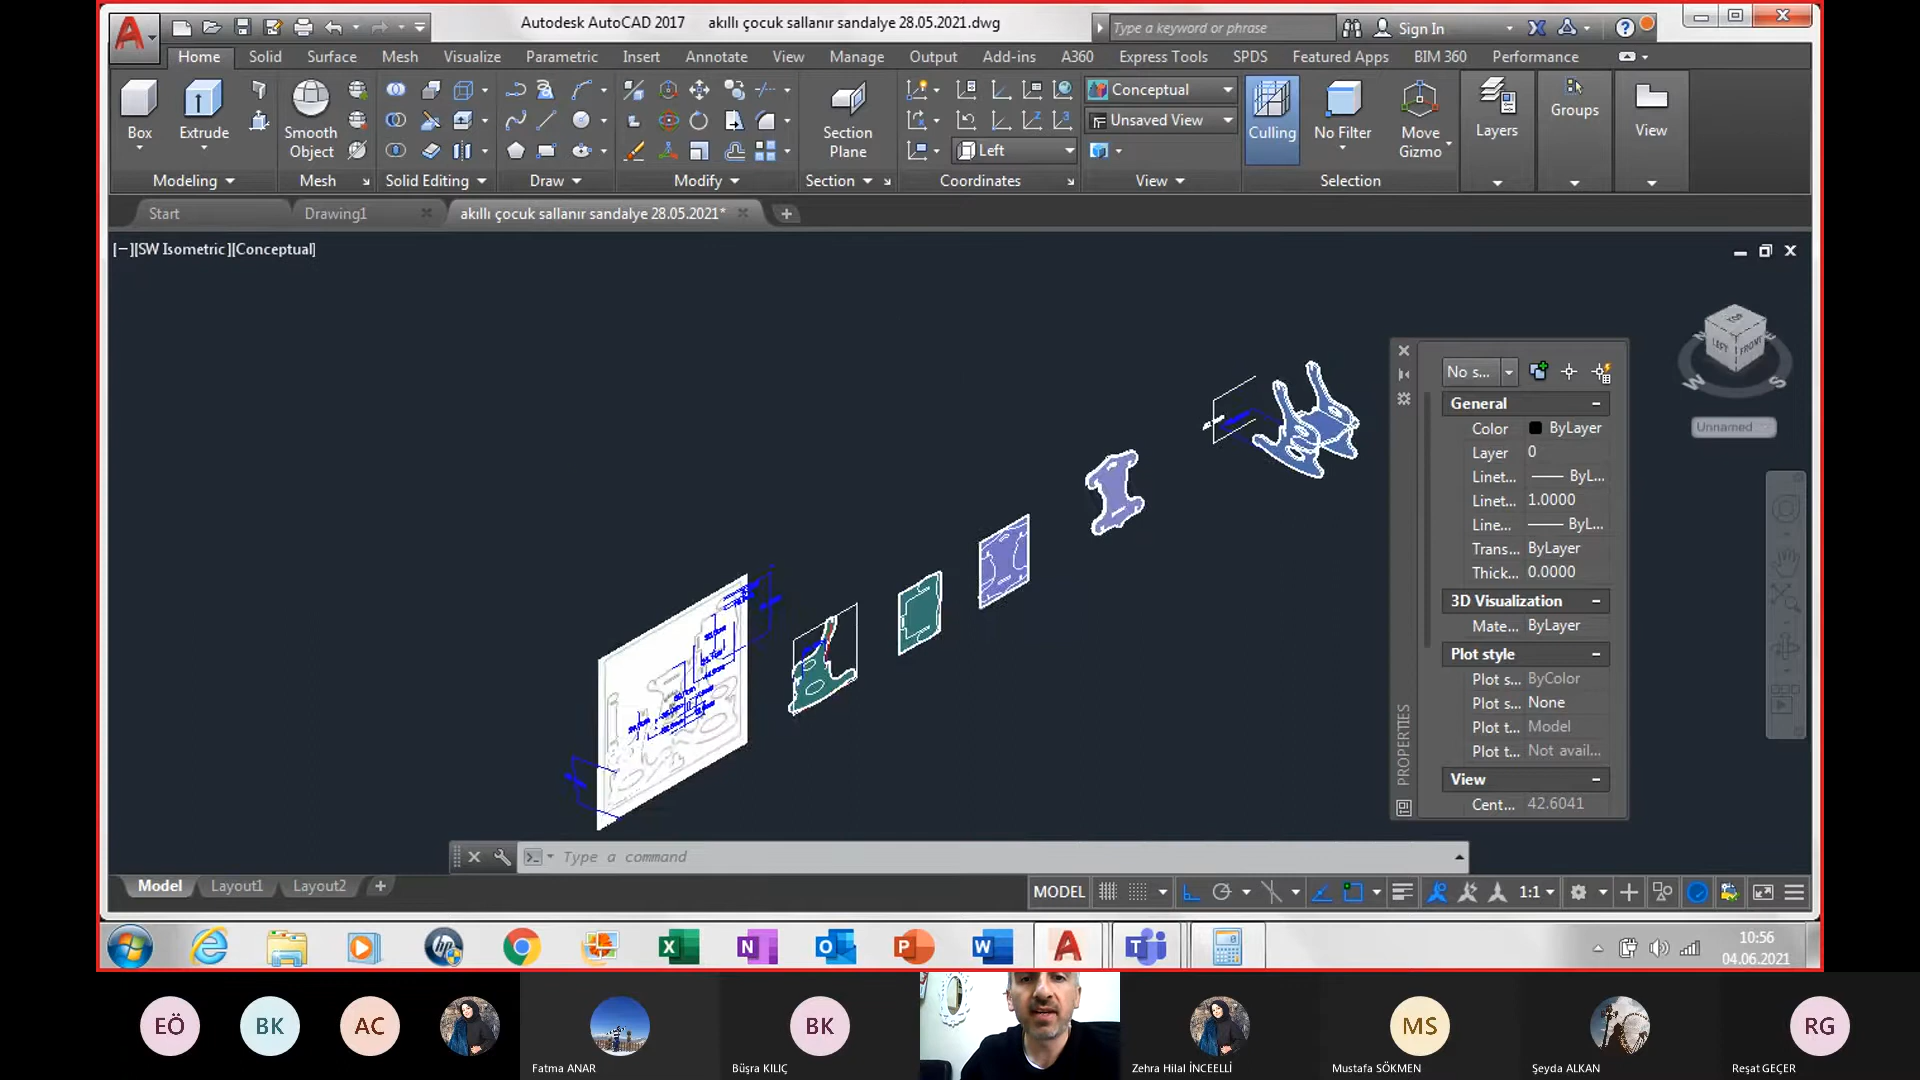 Autodesk AutoCAD 2017 akıllı çocuk sallanır sandalye 28.05.2021.dwg
Type a keyword or phrase
Sign In
Home Solid Surface Mesh Visualize Parametric Insert Annotate View Manage Output Add-ins A360 Express Tools SPDS Featured Apps BIM 360 Performance
Box
Extrude
Smooth Object
Section Plane
Left
Conceptual
Unsaved View
Culling
No Filter
Move Gizmo
Layers
Groups
View
Modeling Mesh Solid Editing Draw Modify Section Coordinates View Selection
Start Drawing1 akıllı çocuk sallanır sandalye 28.05.2021*
[−][SW Isometric][Conceptual]
TOP
LEFT
FRONT
W
S
Unnamed
No s...
General
Color ByLayer
Layer 0
Linet... ByL...
Linet... 1.0000
Line... ByL...
Trans... ByLayer
Thick... 0.0000
3D Visualization
Mate... ByLayer
Plot style
Plot s... ByColor
Plot s... None
Plot t... Model
Plot t... Not avail...
View
Cent... 42.6041
PROPERTIES
Type a command
Model Layout1 Layout2
MODEL
1:1
10:56
04.06.2021
EÖ
BK
AC
BK
MS
RG
Fatma ANAR
Büşra KILIÇ
Zehra Hilal İNCEELLİ
Mustafa SÖKMEN
Şeyda ALKAN
Reşat GEÇER